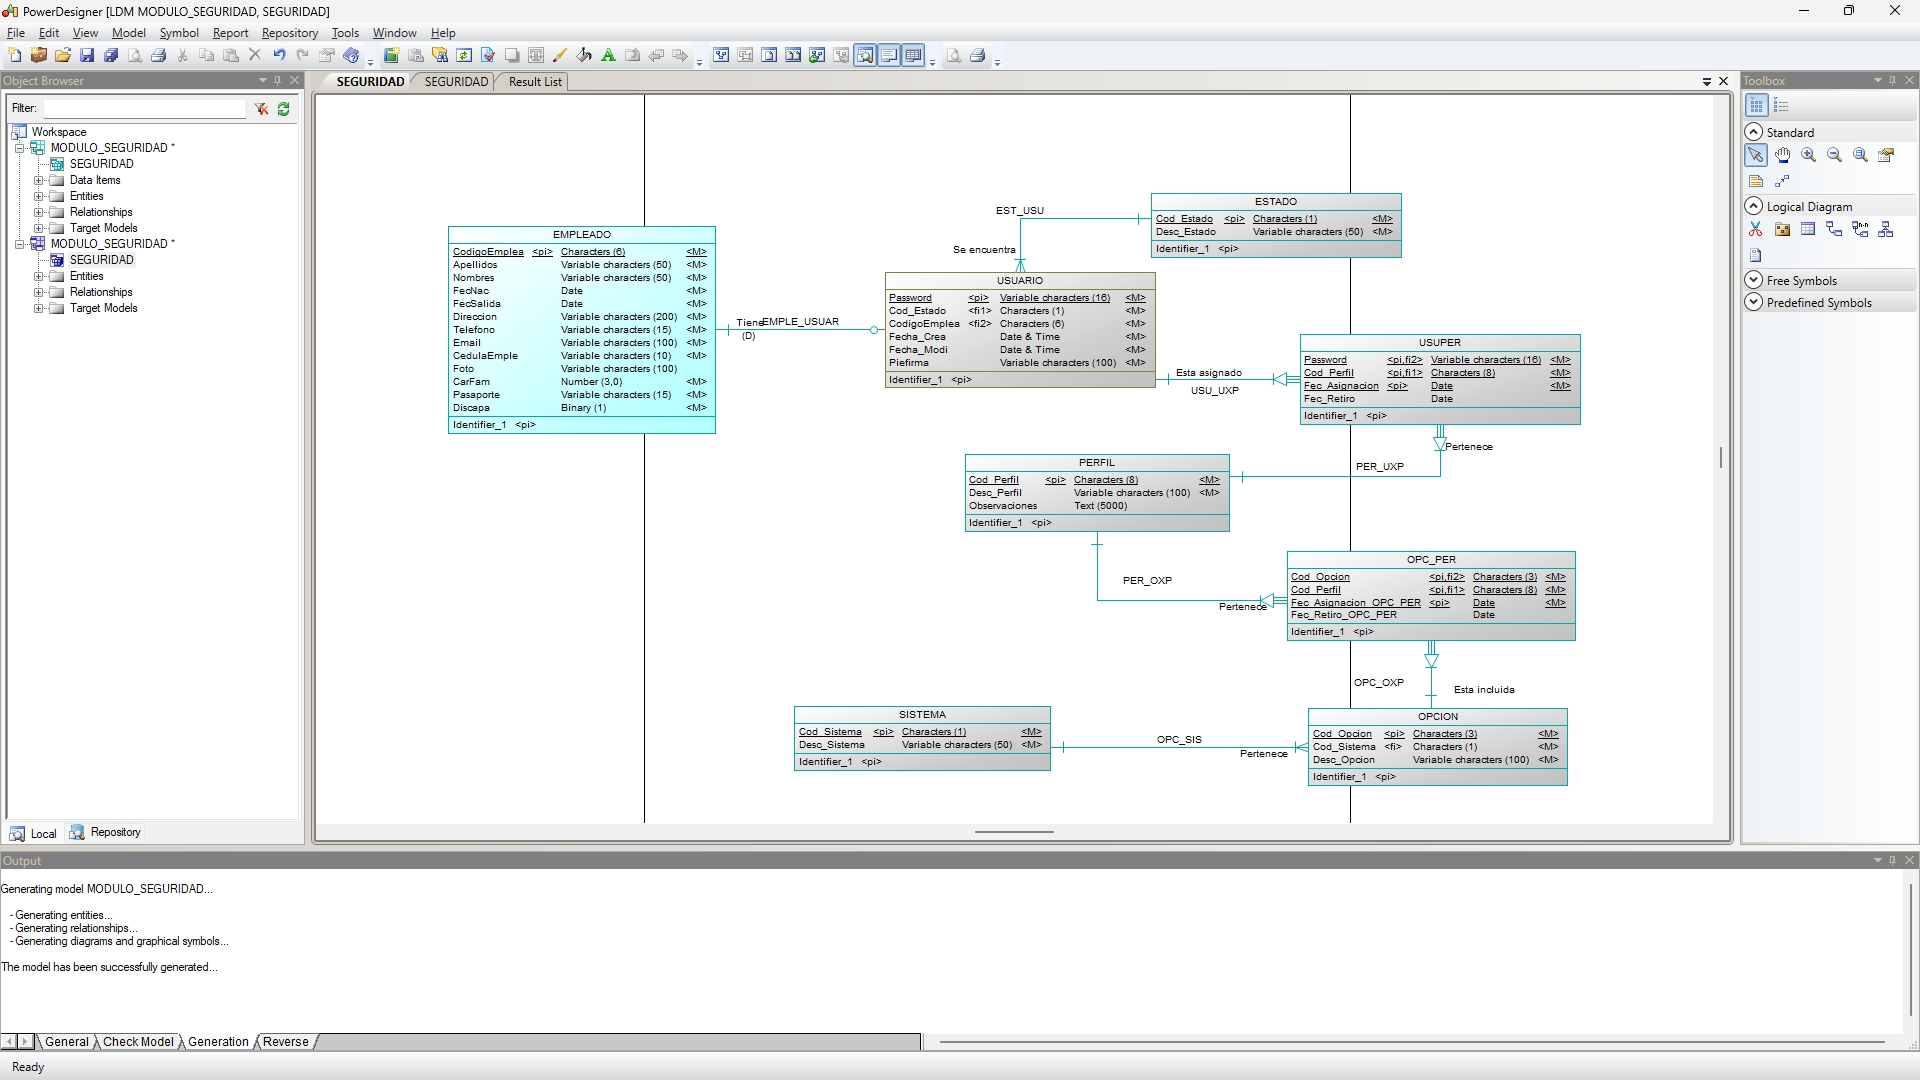 PowerDesigner [LDM MODULO_SEGURIDAD, SEGURIDAD]
File Edit View Model Symbol Report Repository Tools Window Help
Object Browser
Filter:
Workspace
MODULO_SEGURIDAD *
SEGURIDAD
Data Items
Entities
Relationships
Target Models
MODULO_SEGURIDAD *
SEGURIDAD
Entities
Relationships
Target Models
Local Repository
SEGURIDAD SEGURIDAD Result List
EMPLEADO
CodigoEmplea <pi> Characters (6) <M>
Apellidos Variable characters (50) <M>
Nombres Variable characters (50) <M>
FecNac Date <M>
FecSalida Date <M>
Direccion Variable characters (200) <M>
Telefono Variable characters (15) <M>
Email Variable characters (100) <M>
CedulaEmple Variable characters (10) <M>
Foto Variable characters (100)
CarFam Number (3,0) <M>
Pasaporte Variable characters (15) <M>
Discapa Binary (1) <M>
Identifier_1 <pi>
Tiene EMPLE_USUAR
(D)
EST_USU
Se encuentra
ESTADO
Cod_Estado <pi> Characters (1) <M>
Desc_Estado Variable characters (50) <M>
Identifier_1 <pi>
USUARIO
Password <pi> Variable characters (16) <M>
Cod_Estado <fi1> Characters (1) <M>
CodigoEmplea <fi2> Characters (6) <M>
Fecha_Crea Date & Time <M>
Fecha_Modi Date & Time <M>
Piefirma Variable characters (100) <M>
Identifier_1 <pi>
Esta asignado
USU_UXP
USUPER
Password <pi,fi2> Variable characters (16) <M>
Cod_Perfil <pi,fi1> Characters (8) <M>
Fec_Asignacion <pi> Date <M>
Fec_Retiro Date
Identifier_1 <pi>
Pertenece
PER_UXP
PERFIL
Cod_Perfil <pi> Characters (8) <M>
Desc_Perfil Variable characters (100) <M>
Observaciones Text (5000)
Identifier_1 <pi>
PER_OXP
Pertenece
OPC_PER
Cod_Opcion <pi,fi2> Characters (3) <M>
Cod_Perfil <pi,fi1> Characters (8) <M>
Fec_Asignacion_OPC_PER <pi> Date <M>
Fec_Retiro_OPC_PER Date
Identifier_1 <pi>
OPC_OXP
Esta incluida
SISTEMA
Cod_Sistema <pi> Characters (1) <M>
Desc_Sistema Variable characters (50) <M>
Identifier_1 <pi>
OPC_SIS
Pertenece
OPCION
Cod_Opcion <pi> Characters (3) <M>
Cod_Sistema <fi> Characters (1) <M>
Desc_Opcion Variable characters (100) <M>
Identifier_1 <pi>
Toolbox
Standard
Logical Diagram
Free Symbols
Predefined Symbols
Output
Generating model MODULO_SEGURIDAD...
- Generating entities...
- Generating relationships...
- Generating diagrams and graphical symbols...
The model has been successfully generated...
General Check Model Generation Reverse
Ready